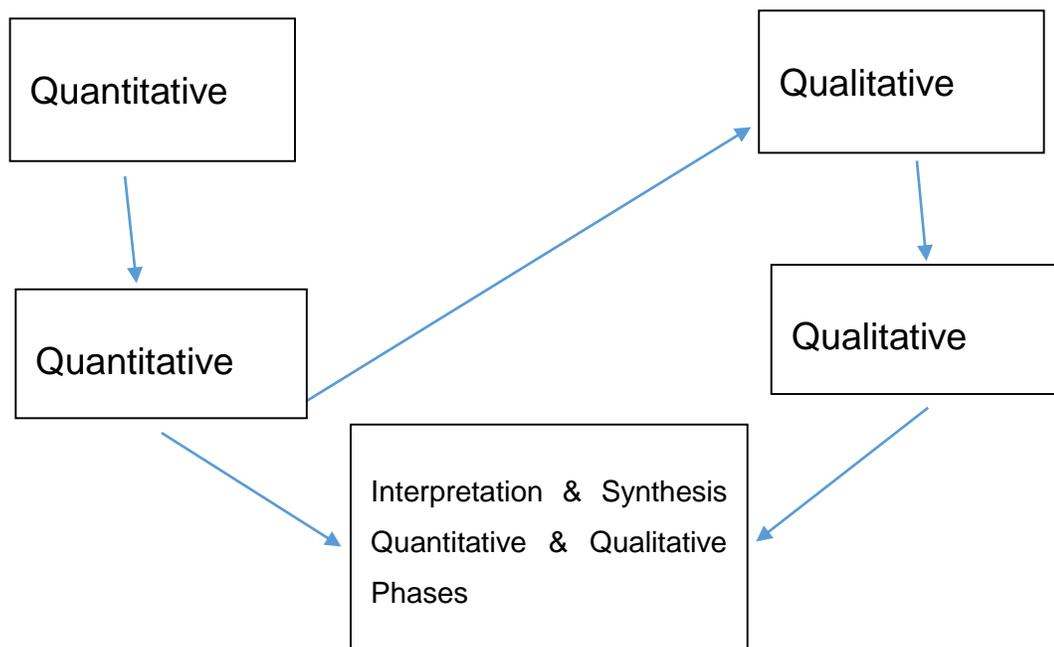 Quantitative
Qualitative
Quantitative
Qualitative
Interpretation & Synthesis
Quantitative & Qualitative
Phases